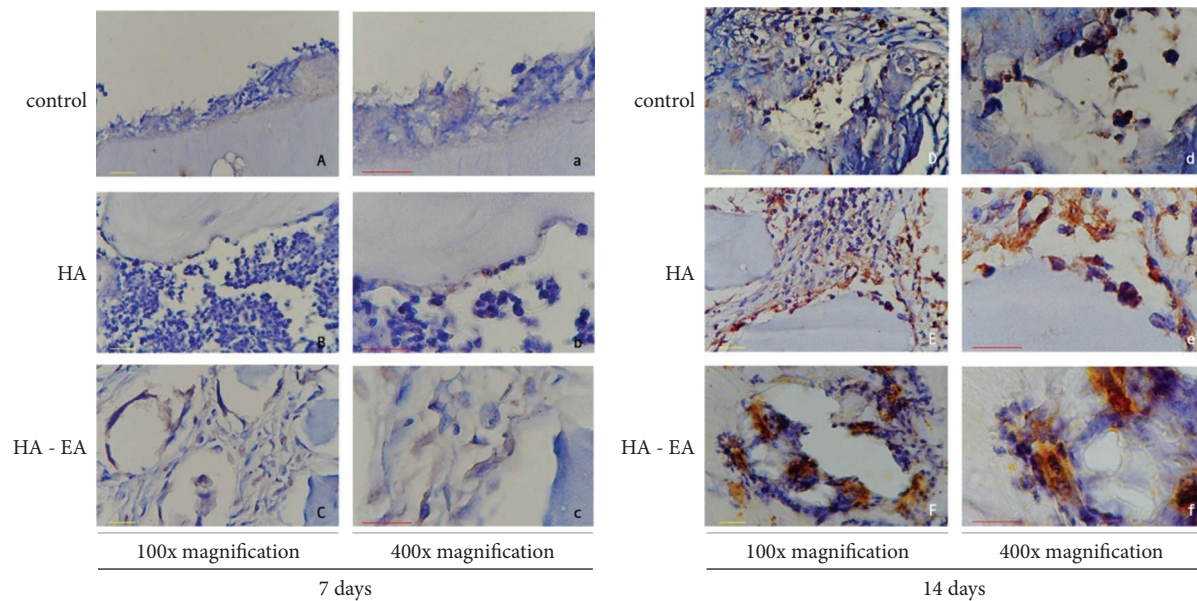 control
A
a
HA
B
b
HA - EA
C
c
100x magnification
400x magnification
7 days
control
D
d
HA
E
e
HA - EA
F
f
100x magnification
400x magnification
14 days